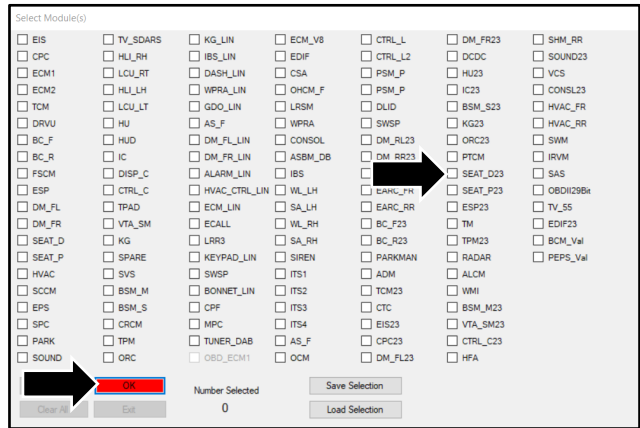 Select Module(s)
EIS TV_SDARS KG_LIN ECM_V8 CTRL_L DM_FR23 SHM_RR
CPC HLI_RH IBS_LIN EDIF CTRL_L2 DCDC SOUND23
ECM1 LCU_RT DASH_LIN CSA PSM_P HU23 VCS
ECM2 HLI_LH WPRA_LIN OHCM_F PSM_P IC23 CONSL23
TCM LCU_LT GDO_LIN LRSM DLID BSM_S23 HVAC_FR
DRVU HU AS_F WPRA SWSP KG23 HVAC_RR
BC_F HUD DM_FL_LIN CONSOL DM_RL23 ORC23 SWM
BC_R IC DM_FR_LIN ASBM_DB DM_RR23 PTCM IRVM
FSCM DISP_C ALARM_LIN IBS SEAT_D23 SAS
ESP CTRL_C HVAC_CTRL_LIN WL_LH EARC_FR SEAT_P23 OBDII29Bit
DM_FL TPAD ECM_LIN SA_LH EARC_RR ESP23 TV_55
DM_FR VTA_SM ECALL WL_RH BC_F23 TM EDIF23
SEAT_D KG LRR3 SA_RH BC_R23 TPM23 BCM_Val
SEAT_P SPARE KEYPAD_LIN SIREN PARKMAN RADAR PEPS_Val
HVAC SVS SWSP ITS1 ADM ALCM
SCCM BSM_M BONNET_LIN ITS2 TCM23 WMI
EPS BSM_S CPF ITS3 CTC BSM_M23
SPC CRCM MPC ITS4 EIS23 VTA_SM23
PARK TPM TUNER_DAB AS_F CPC23 CTRL_C23
SOUND ORC OBD_ECM1 OCM DM_FL23 HFA
OK Number Selected Save Selection
Clear All Exit 0 Load Selection